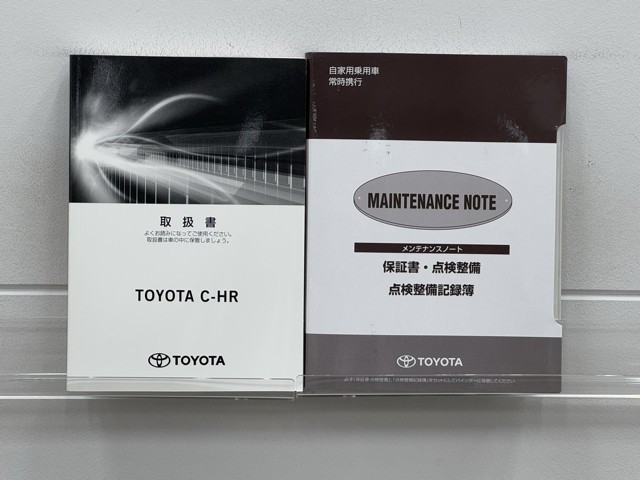 取扱書
よくお読みになってご使用ください。
取扱書は車の中に保管しましょう。
TOYOTA C-HR
TOYOTA
自家用乗用車
常時携行
MAINTENANCE NOTE
メンテナンスノート
保証書・点検整備
点検整備記録簿
TOYOTA